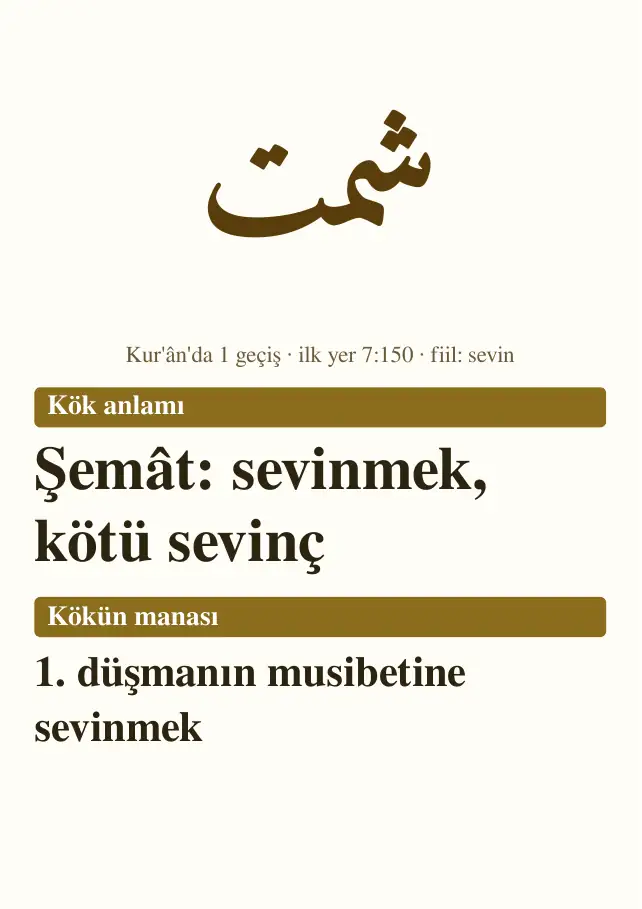 شمت
Kur'ân'da 1 geçiş · ilk yer 7:150 · fiil: sevin
Kök anlamı
Şemât: sevinmek,
kötü sevinç
Kökün manası
1. düşmanın musibetine
sevinmek